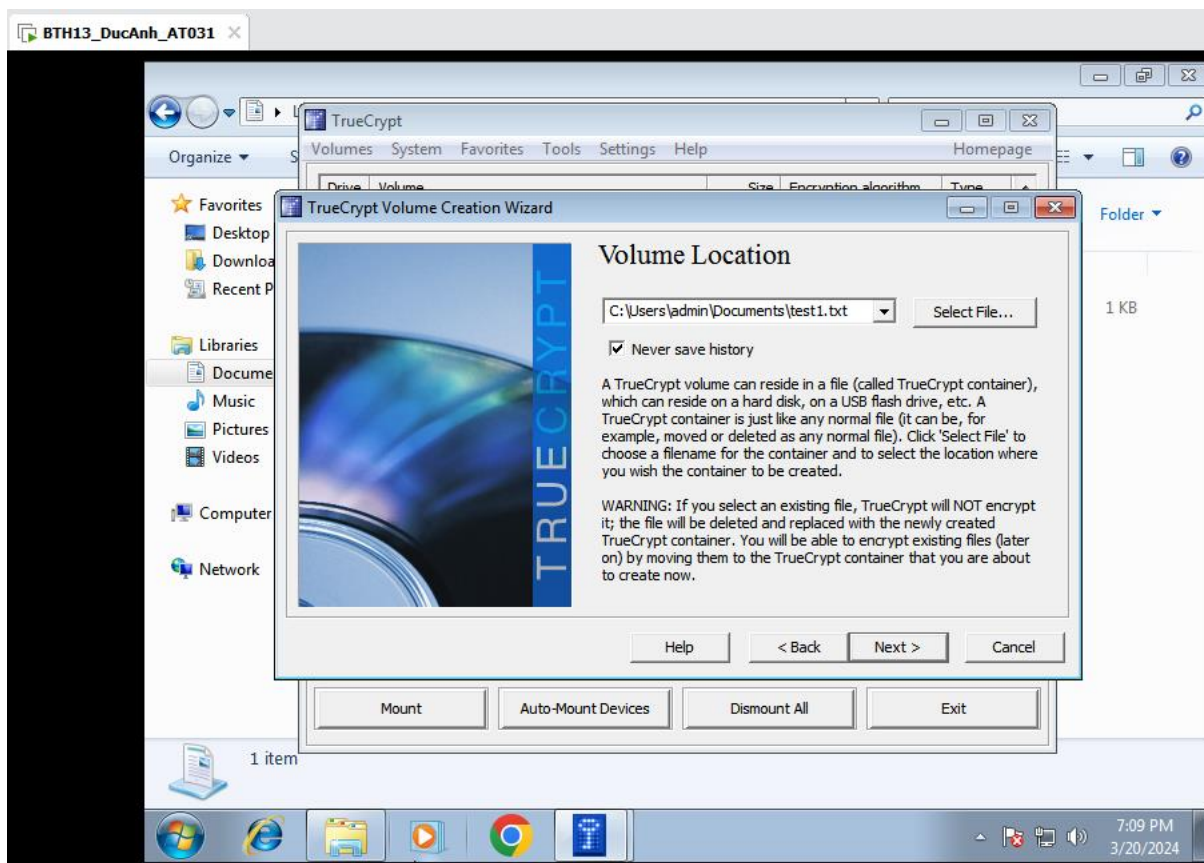 BTH13_DucAnh_AT031
TrueCrypt
Organize
Volumes System Favorites Tools Settings Help Homepage
Drive Volume Size Encryption algorithm Type
Favorites
Desktop
Downloa
Recent P
Libraries
Docume
Music
Pictures
Videos
Computer
Network
Folder
1 KB
TrueCrypt Volume Creation Wizard
TRUECRYPT
Volume Location
C:\Users\admin\Documents\test1.txt Select File...
Never save history
A TrueCrypt volume can reside in a file (called TrueCrypt container),
which can reside on a hard disk, on a USB flash drive, etc. A
TrueCrypt container is just like any normal file (it can be, for
example, moved or deleted as any normal file). Click 'Select File' to
choose a filename for the container and to select the location where
you wish the container to be created.
WARNING: If you select an existing file, TrueCrypt will NOT encrypt
it; the file will be deleted and replaced with the newly created
TrueCrypt container. You will be able to encrypt existing files (later
on) by moving them to the TrueCrypt container that you are about
to create now.
Help < Back Next > Cancel
Mount Auto-Mount Devices Dismount All Exit
1 item
7:09 PM
3/20/2024